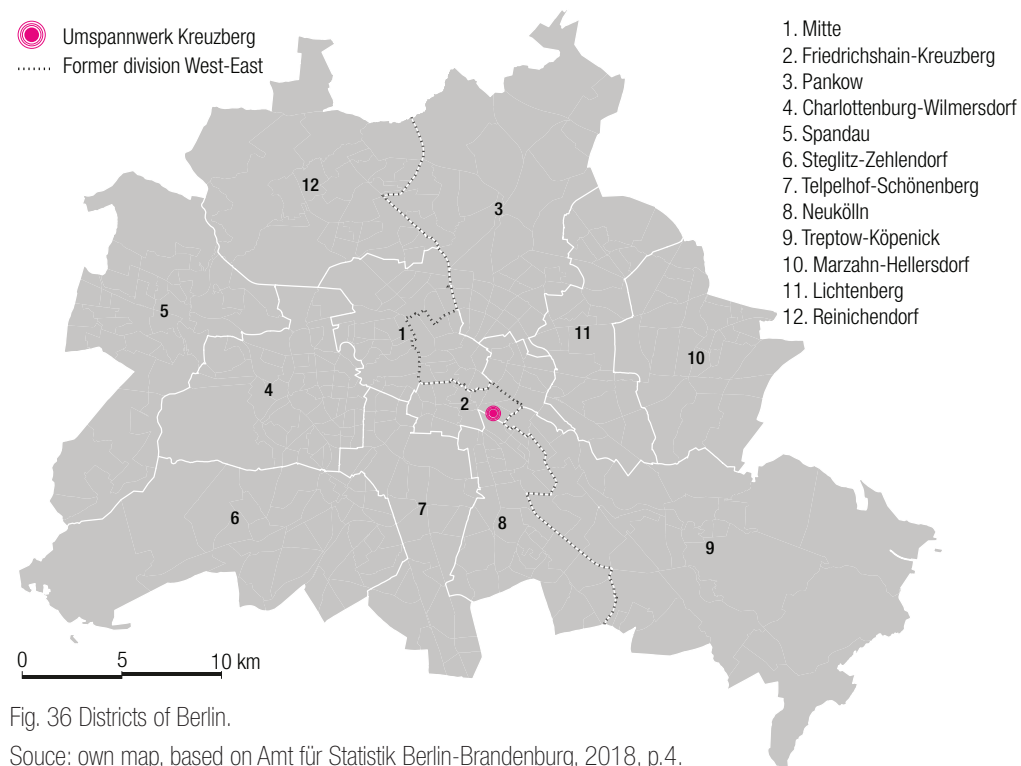 Umspannwerk Kreuzberg
Former division West-East
1. Mitte
2. Friedrichshain-Kreuzberg
3. Pankow
4. Charlottenburg-Wilmersdorf
5. Spandau
6. Steglitz-Zehlendorf
7. Telpelhof-Schönenberg
8. Neukölln
9. Treptow-Köpenick
10. Marzahn-Hellersdorf
11. Lichtenberg
12. Reinichendorf
12
3
5
1
11
10
4
2
6
7
8
9
0 5 10 km
Fig. 36 Districts of Berlin.
Souce: own map, based on Amt für Statistik Berlin-Brandenburg, 2018, p.4.